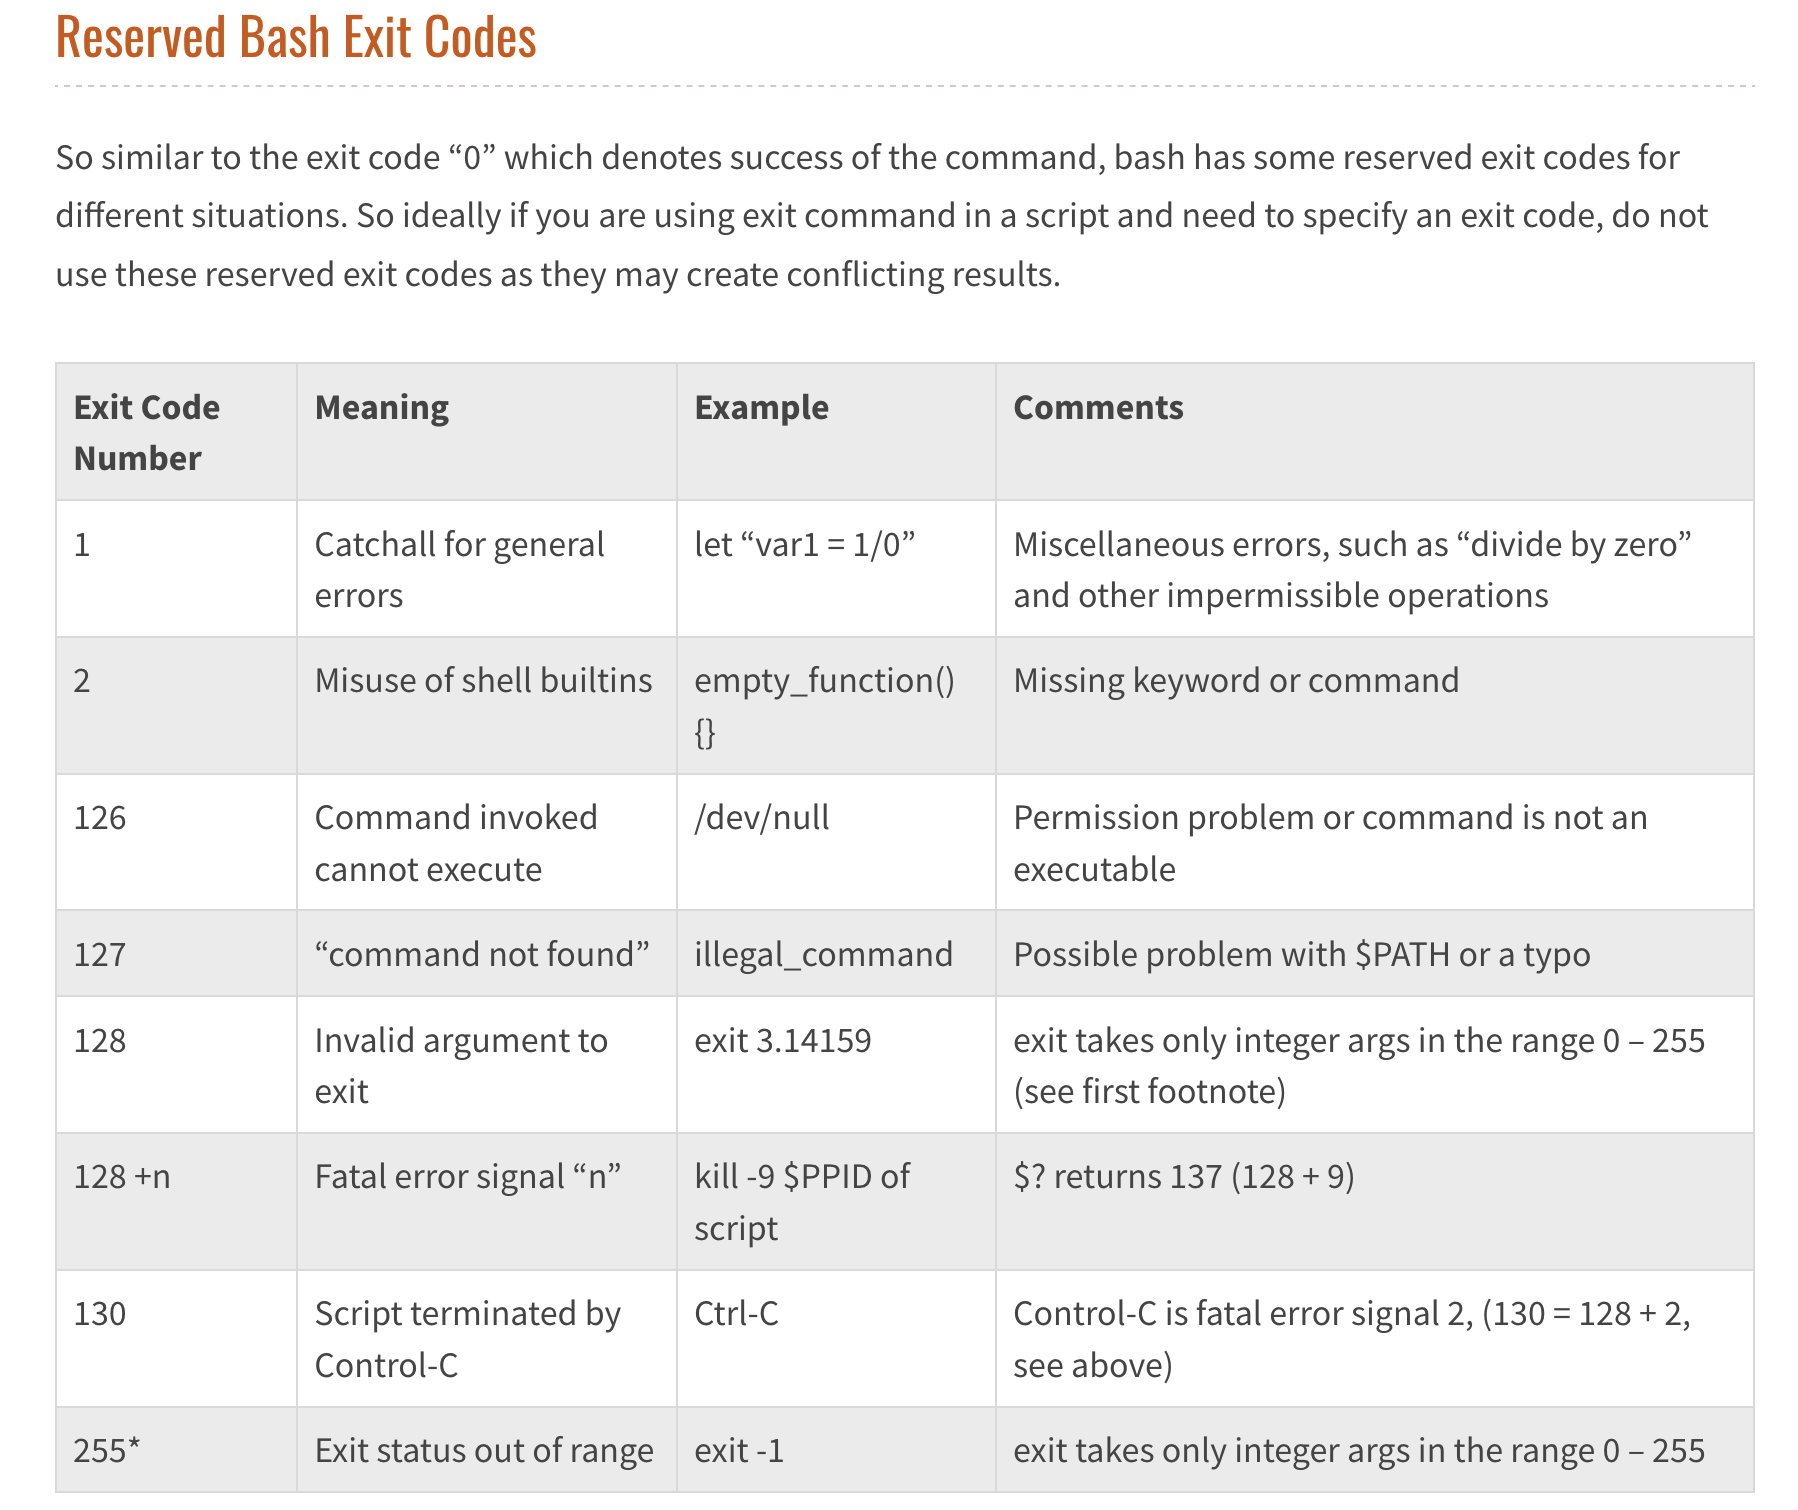 Reserved Bash Exit Codes
So similar to the exit code “0” which denotes success of the command, bash has some reserved exit codes for
different situations. So ideally if you are using exit command in a script and need to specify an exit code, do not
use these reserved exit codes as they may create conflicting results.
Exit Code Number
Meaning
Example
Comments
1
Catchall for general
errors
let “var1 = 1/0”
Miscellaneous errors, such as “divide by zero”
and other impermissible operations
2
Misuse of shell builtins
empty_function()
{}
Missing keyword or command
126
Command invoked
cannot execute
/dev/null
Permission problem or command is not an
executable
127
“command not found”
illegal_command
Possible problem with $PATH or a typo
128
Invalid argument to
exit
exit 3.14159
exit takes only integer args in the range 0 – 255
(see first footnote)
128 +n
Fatal error signal “n”
kill -9 $PPID of
script
$? returns 137 (128 + 9)
130
Script terminated by
Control-C
Ctrl-C
Control-C is fatal error signal 2, (130 = 128 + 2,
see above)
255*
Exit status out of range
exit -1
exit takes only integer args in the range 0 – 255